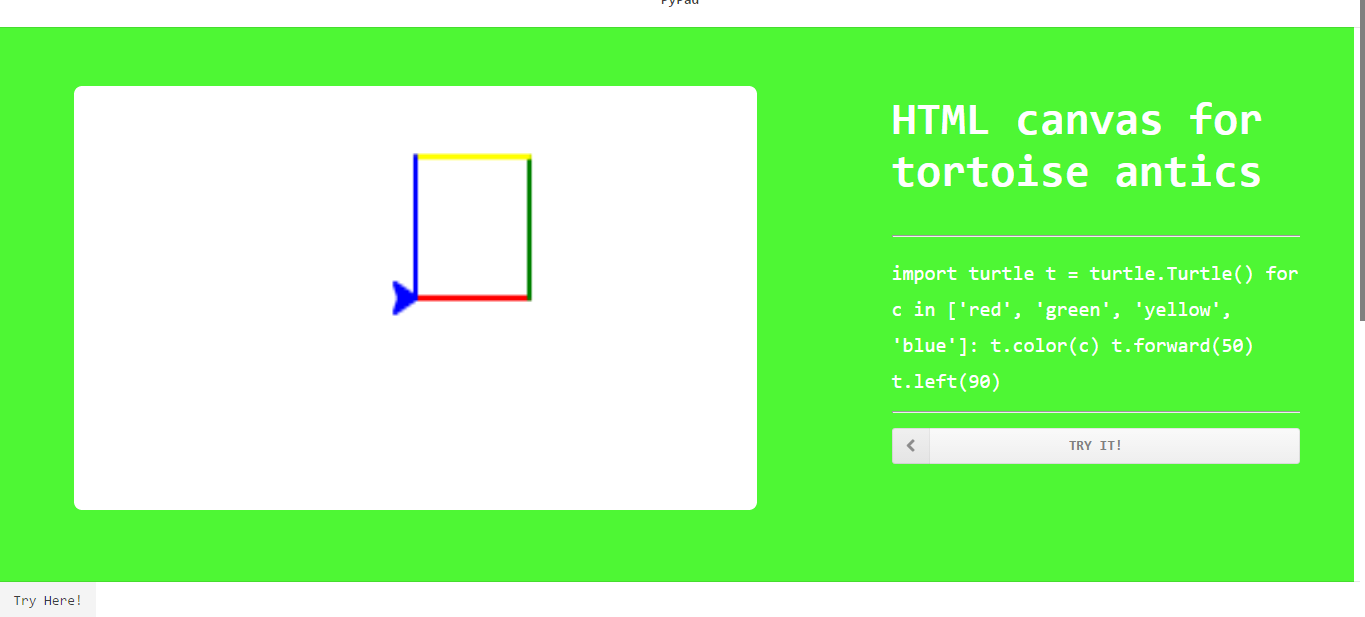 PyPad
HTML canvas for
tortoise antics
import turtle t = turtle.Turtle() for
c in ['red', 'green', 'yellow',
'blue']: t.color(c) t.forward(50)
t.left(90)
TRY IT!
Try Here!